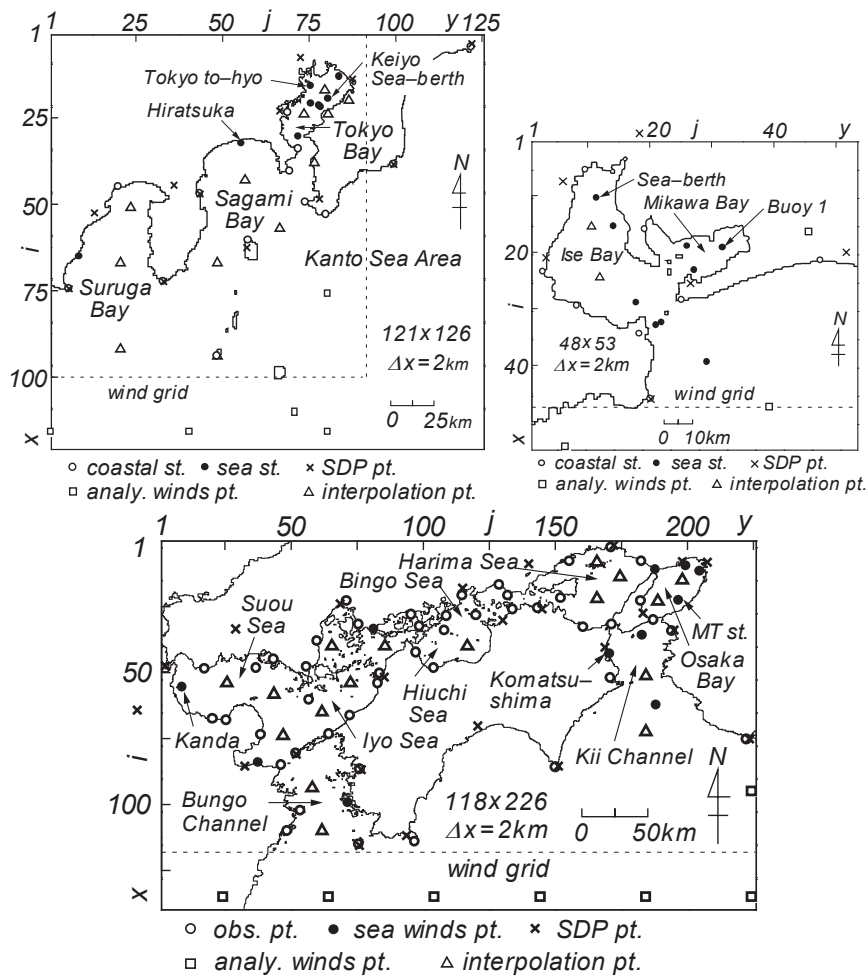 1 25 50 j 75 100 y 125
1
25
50
i
75
100
x
Tokyo to–hyo
Keiyo
Sea–berth
Hiratsuka
Tokyo
Bay
N
Sagami
Bay
Kanto Sea Area
Suruga
Bay
121x126
Δx=2km
wind grid
0 25km
○ coastal st. ● sea st. × SDP pt.
□ analy. winds pt. △ interpolation pt.
1 20 j 40 y
1
20
i
40
x
Sea–berth
Mikawa Bay
Buoy 1
Ise Bay
N
48x53
Δx=2km
wind grid
0 10km
○ coastal st. ● sea st. × SDP pt.
□ analy. winds pt. △ interpolation pt.
1 50 100 j 150 200 y
1
50
i
100
x
Harima Sea
Bingo Sea
Suou
Sea
MT st.
Osaka
Bay
Komatsu–
shima
Hiuchi
Sea
Kanda
Iyo Sea
Kii Channel
N
Bungo
Channel
118x226
Δx=2km
0 50km
wind grid
○ obs. pt. ● sea winds pt. × SDP pt.
□ analy. winds pt. △ interpolation pt.